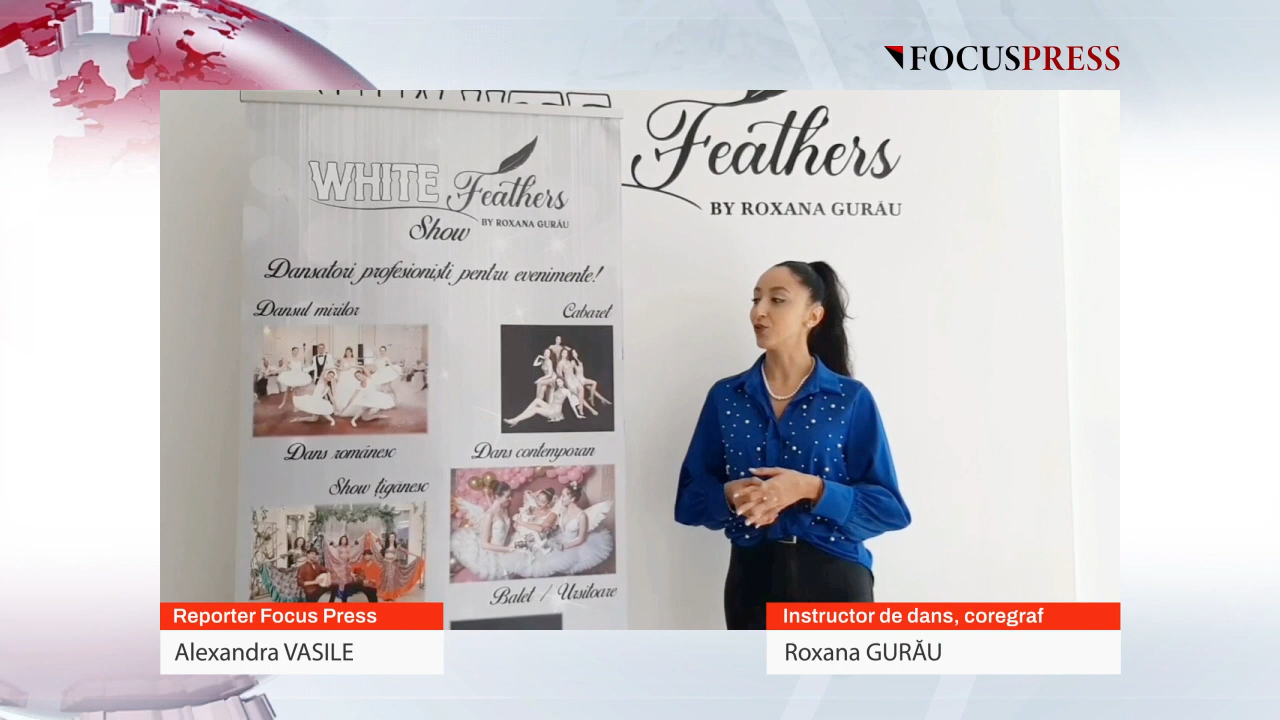 FOCUSPRESS
Feathers
BY ROXANA GURĂU
WHITE Feathers
BY ROXANA GURĂU
Show
Dansatori profesioniști pentru evenimente!
Dansul mirilor
Cabaret
Dans românesc
Dans contemporan
Show țigănesc
Balet / Ursitoare
Reporter Focus Press
Alexandra VASILE
Instructor de dans, coregraf
Roxana GURĂU